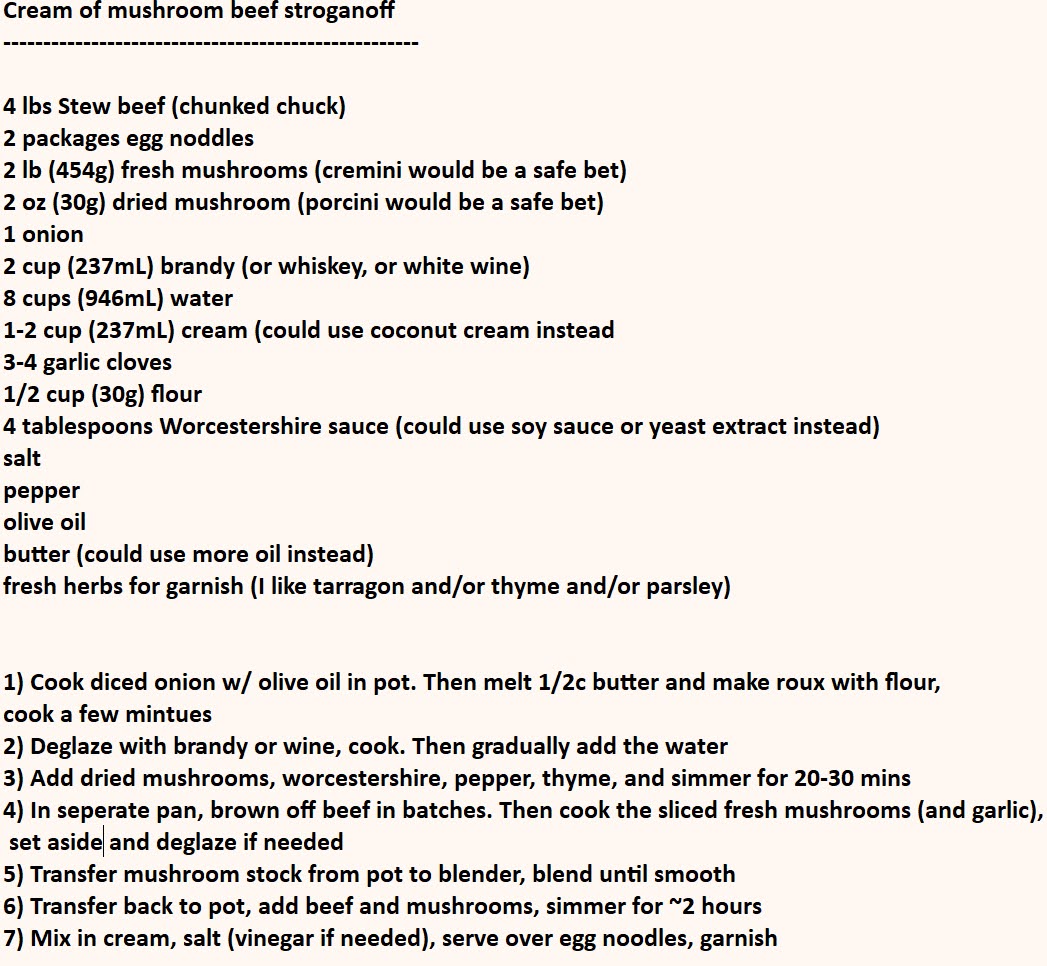 Cream of mushroom beef stroganoff
----------------------------------------------------
4 lbs Stew beef (chunked chuck)
2 packages egg noddles
2 lb (454g) fresh mushrooms (cremini would be a safe bet)
2 oz (30g) dried mushroom (porcini would be a safe bet)
1 onion
2 cup (237mL) brandy (or whiskey, or white wine)
8 cups (946mL) water
1-2 cup (237mL) cream (could use coconut cream instead
3-4 garlic cloves
1/2 cup (30g) flour
4 tablespoons Worcestershire sauce (could use soy sauce or yeast extract instead)
salt
pepper
olive oil
butter (could use more oil instead)
fresh herbs for garnish (I like tarragon and/or thyme and/or parsley)
1) Cook diced onion w/ olive oil in pot. Then melt 1/2c butter and make roux with flour,
cook a few mintues
2) Deglaze with brandy or wine, cook. Then gradually add the water
3) Add dried mushrooms, worcestershire, pepper, thyme, and simmer for 20-30 mins
4) In seperate pan, brown off beef in batches. Then cook the sliced fresh mushrooms (and garlic),
set aside and deglaze if needed
5) Transfer mushroom stock from pot to blender, blend until smooth
6) Transfer back to pot, add beef and mushrooms, simmer for ~2 hours
7) Mix in cream, salt (vinegar if needed), serve over egg noodles, garnish